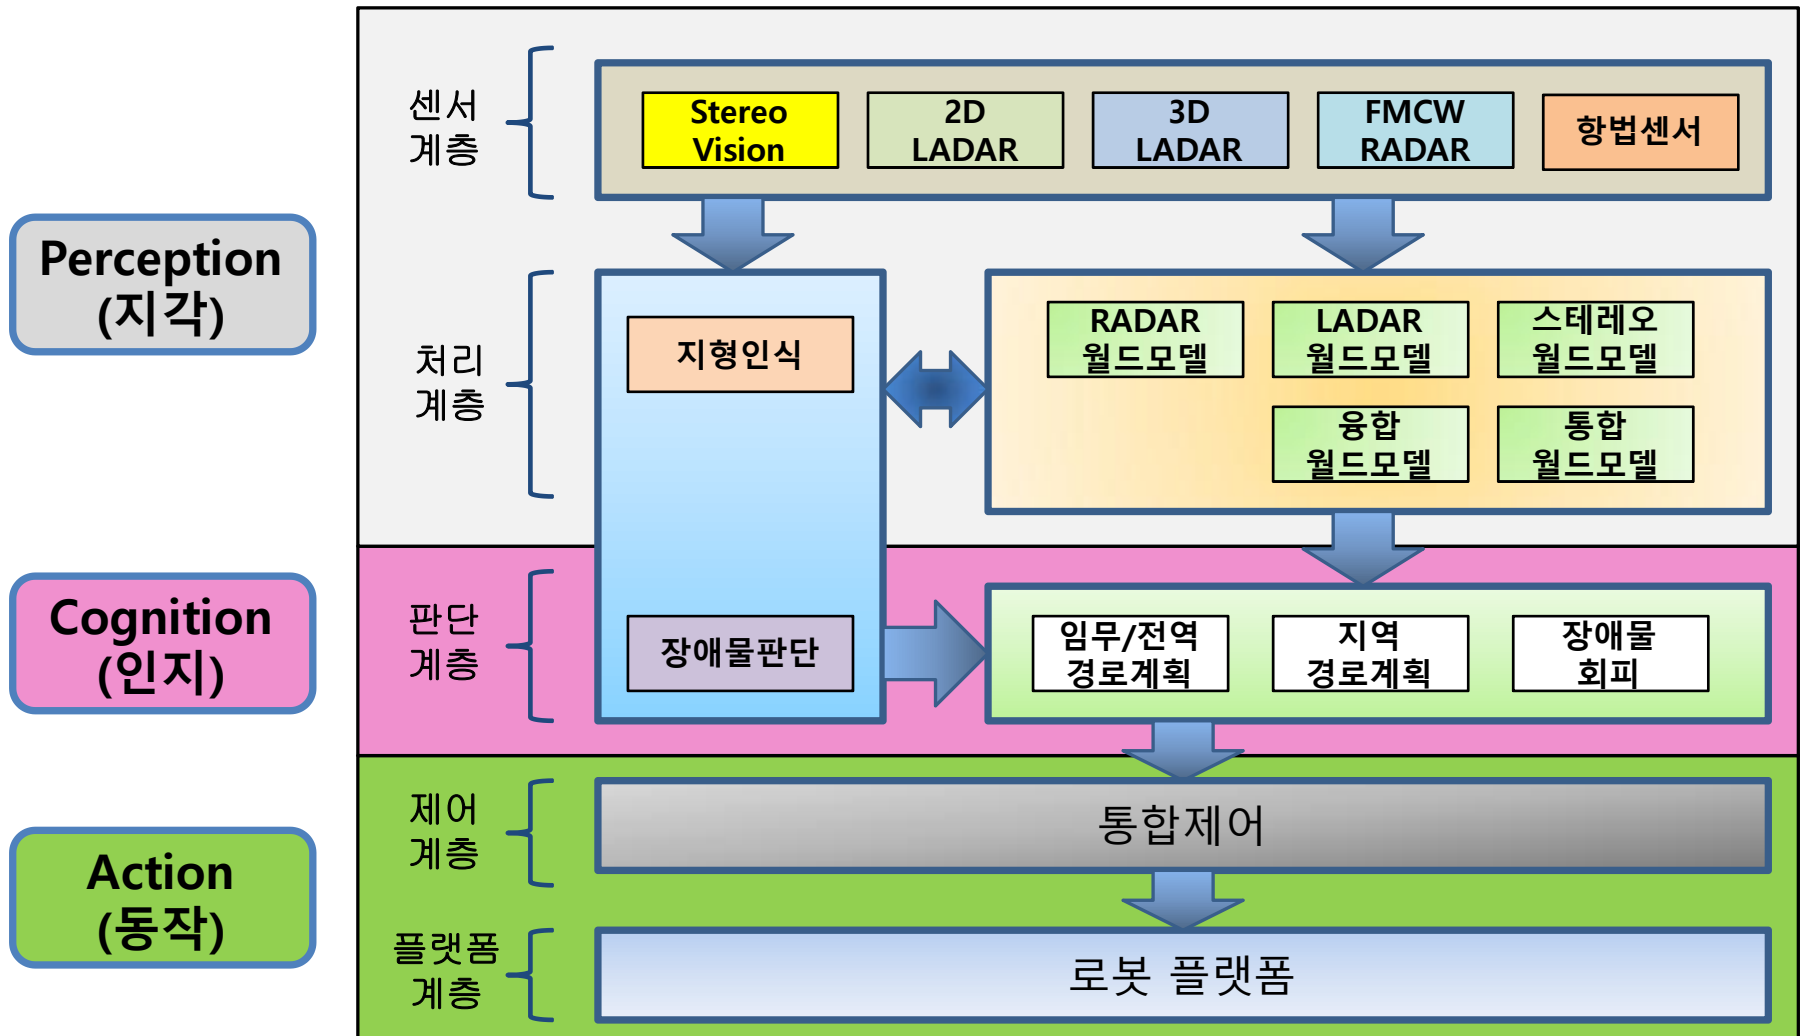 센서
계층
Stereo
Vision
2D
LADAR
3D
LADAR
FMCW
RADAR
항법센서
Perception
(지각)
처리
계층
지형인식
RADAR
월드모델
LADAR
월드모델
스테레오
월드모델
융합
월드모델
통합
월드모델
Cognition
(인지)
판단
계층
장애물판단
임무/전역
경로계획
지역
경로계획
장애물
회피
Action
(동작)
제어
계층
통합제어
플랫폼
계층
로봇 플랫폼